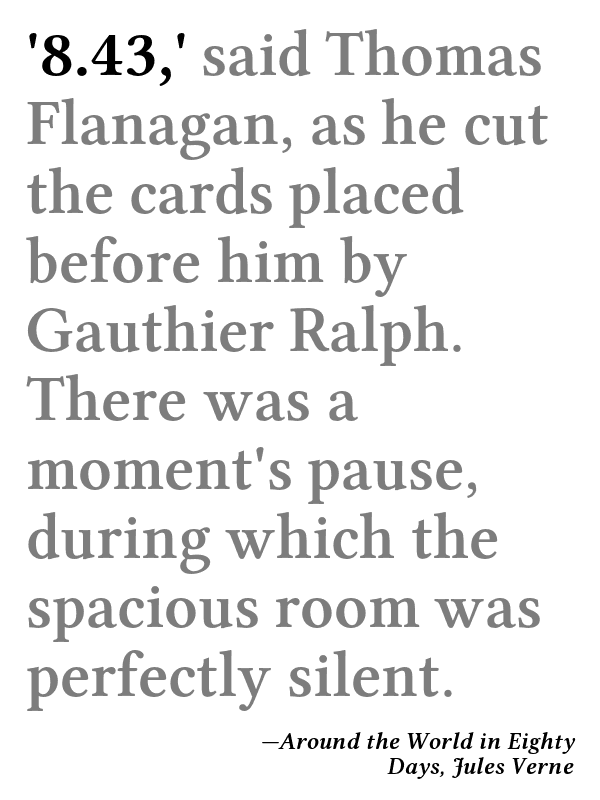 '8.43,' said Thomas
Flanagan, as he cut
the cards placed
before him by
Gauthier Ralph.
There was a
moment's pause,
during which the
spacious room was
perfectly silent.
—Around the World in Eighty
Days, Jules Verne